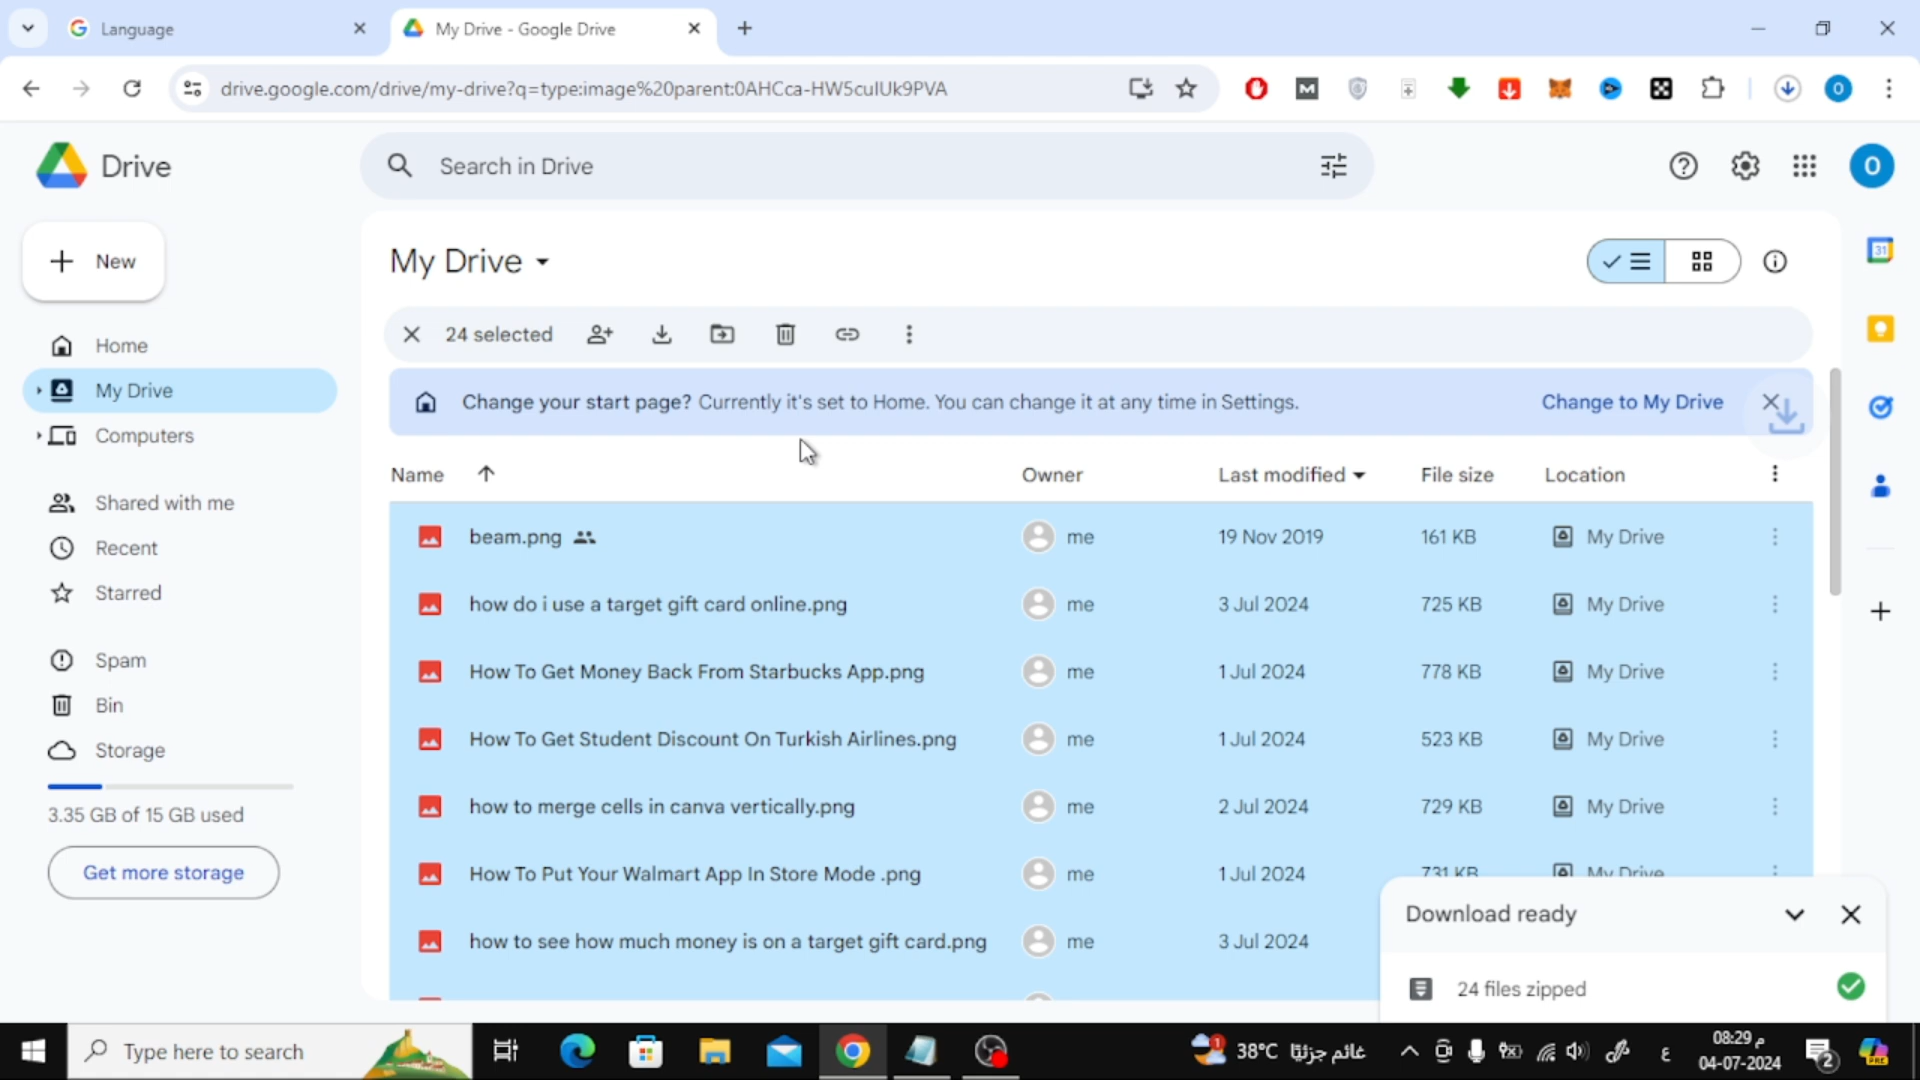 Language
My Drive - Google Drive
drive.google.com/drive/my-drive?q=type:image%20parent:0AHCca-HW5culUk9PVA
O
Drive
Search in Drive
O
New
My Drive
31
24 selected
Home
Change your start page? Currently it's set to Home. You can change it at any time in Settings.
Change to My Drive
My Drive
Computers
Name
Owner
Last modified
File size
Location
Shared with me
beam.png
me
19 Nov 2019
161 KB
My Drive
Recent
Starred
how do i use a target gift card online.png
me
3 Jul 2024
725 KB
My Drive
Spam
How To Get Money Back From Starbucks App.png
me
1 Jul 2024
778 KB
My Drive
Bin
Storage
How To Get Student Discount On Turkish Airlines.png
me
1 Jul 2024
523 KB
My Drive
3.35 GB of 15 GB used
how to merge cells in canva vertically.png
me
2 Jul 2024
729 KB
My Drive
Get more storage
How To Put Your Walmart App In Store Mode .png
me
1 Jul 2024
731 KB
My Drive
how to see how much money is on a target gift card.png
me
3 Jul 2024
Download ready
24 files zipped
Type here to search
1
38°C غائم جزئيًا
ع
08:29 م
04-07-2024
2
PRE